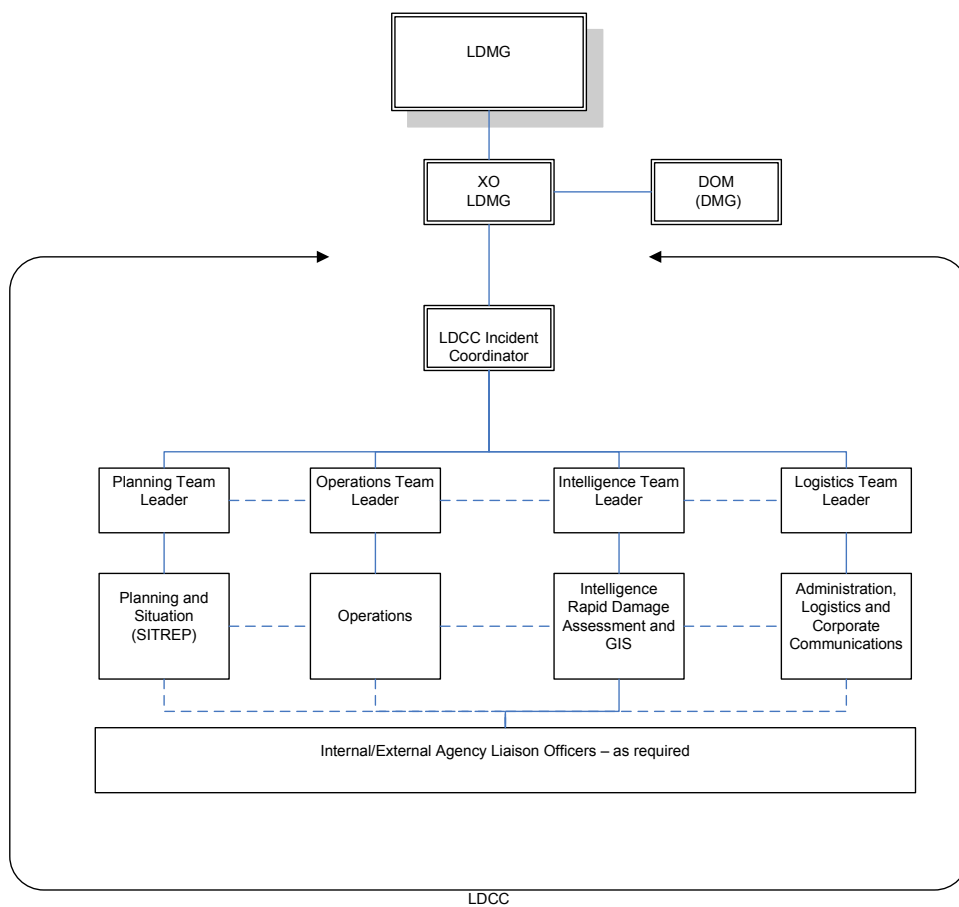 LDMG
XO
LDMG
DOM
(DMG)
LDCC Incident
Coordinator
Planning Team
Leader
Operations Team
Leader
Intelligence Team
Leader
Logistics Team
Leader
Planning and
Situation
(SITREP)
Operations
Intelligence
Rapid Damage
Assessment and
GIS
Administration,
Logistics and
Corporate
Communications
Internal/External Agency Liaison Officers – as required
LDCC